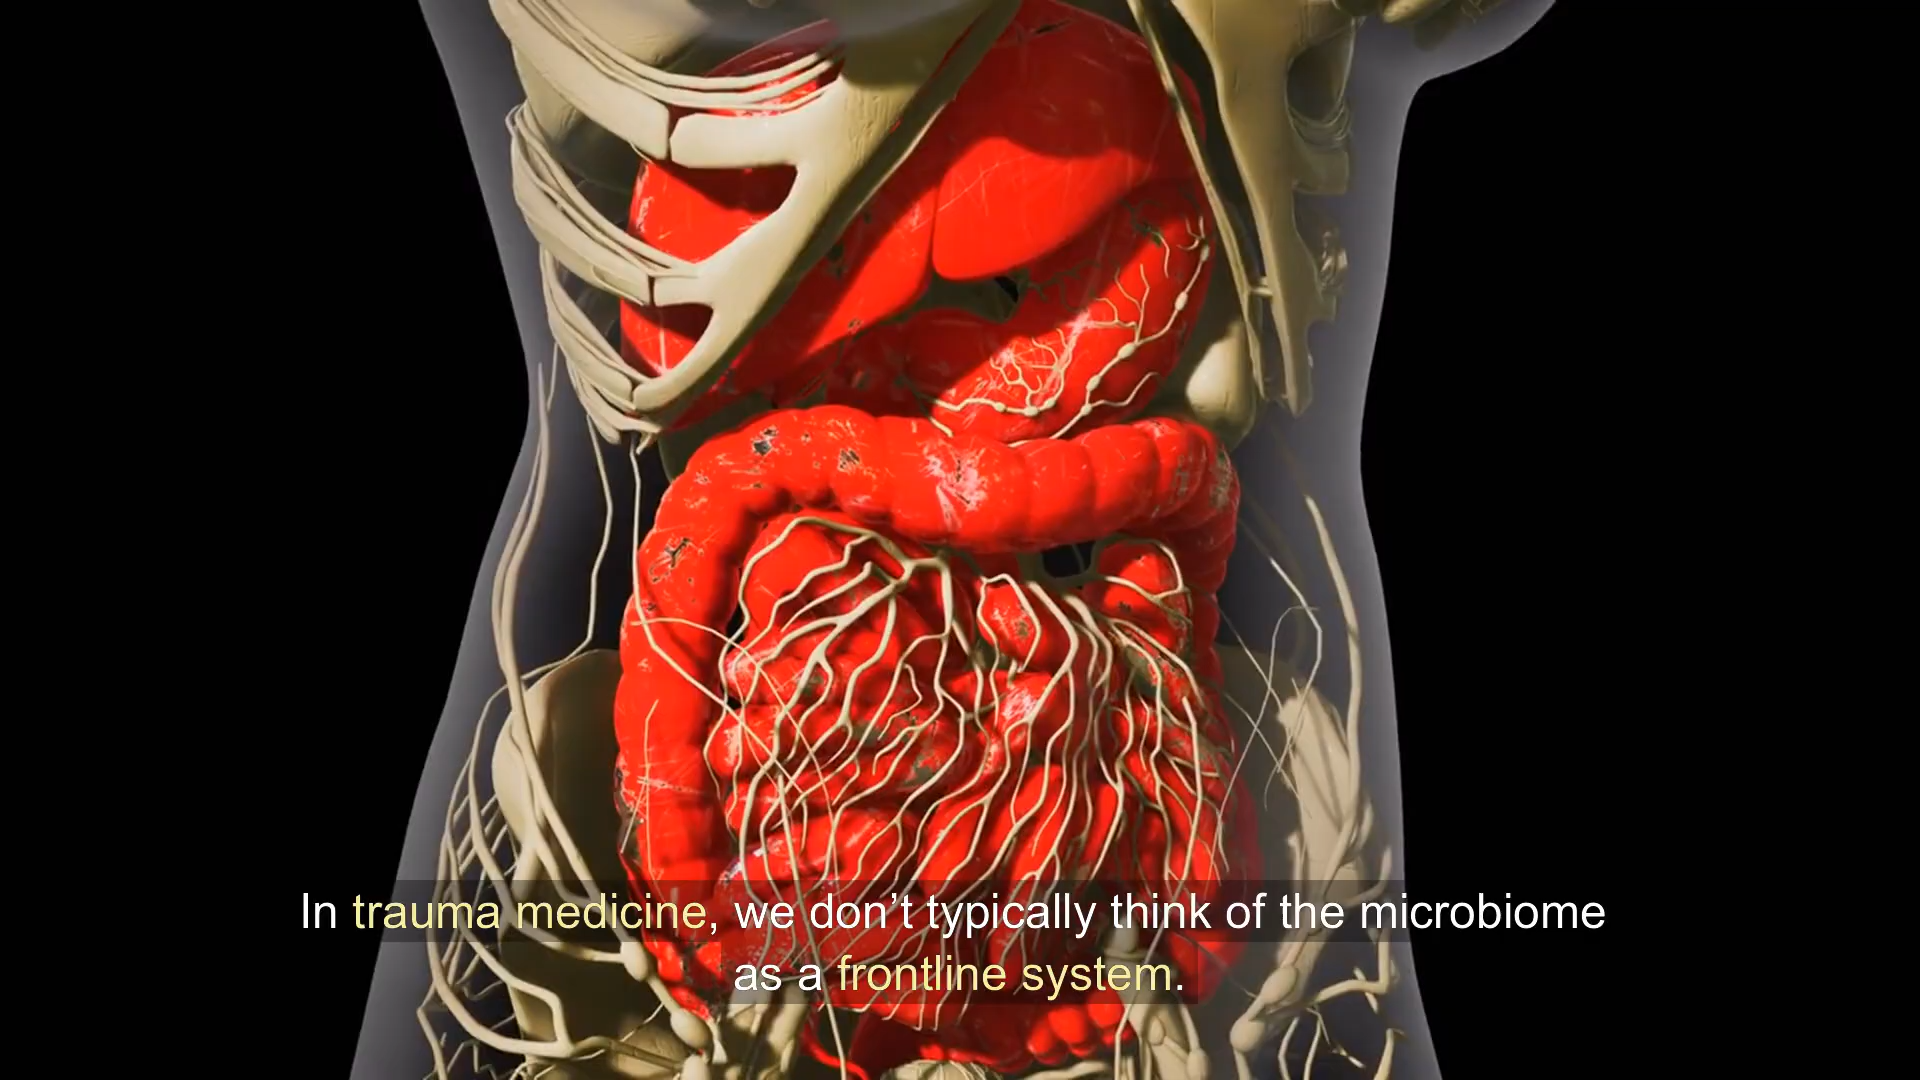 In trauma medicine, we don’t typically think of the microbiome
as a frontline system.